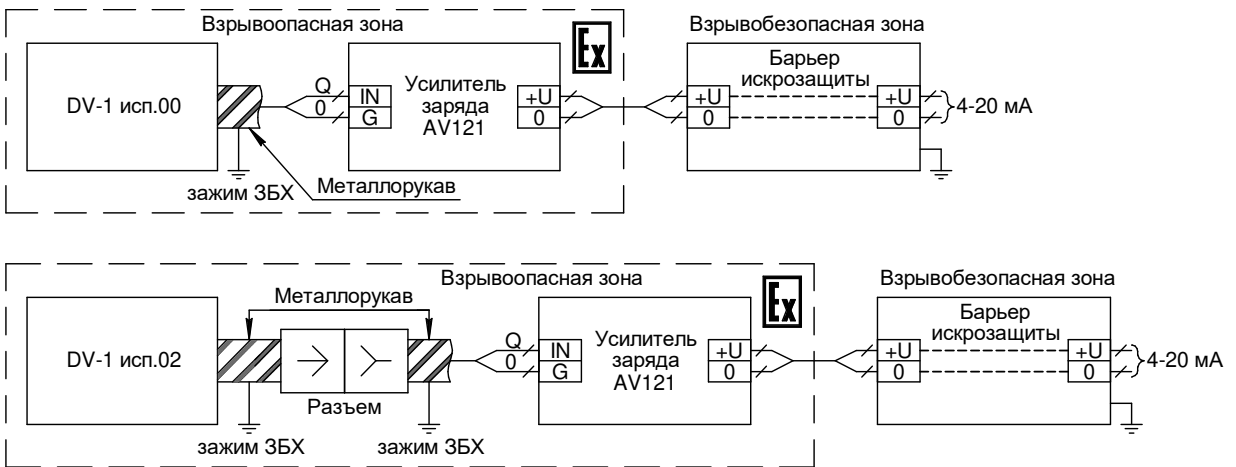 Взрывоопасная зона
Ex
Взрывобезопасная зона
DV-1 исп.00
Q
0
IN
G
Усилитель
заряда
AV121
+U
0
+U
0
Барьер
искрозащиты
+U
0
4-20 мА
зажим ЗБХ
Металлорукав
Взрывоопасная зона
Ex
Взрывобезопасная зона
Металлорукав
DV-1 исп.02
Разъем
Q
0
IN
G
Усилитель
заряда
AV121
+U
0
+U
0
Барьер
искрозащиты
+U
0
4-20 мА
зажим ЗБХ
зажим ЗБХ